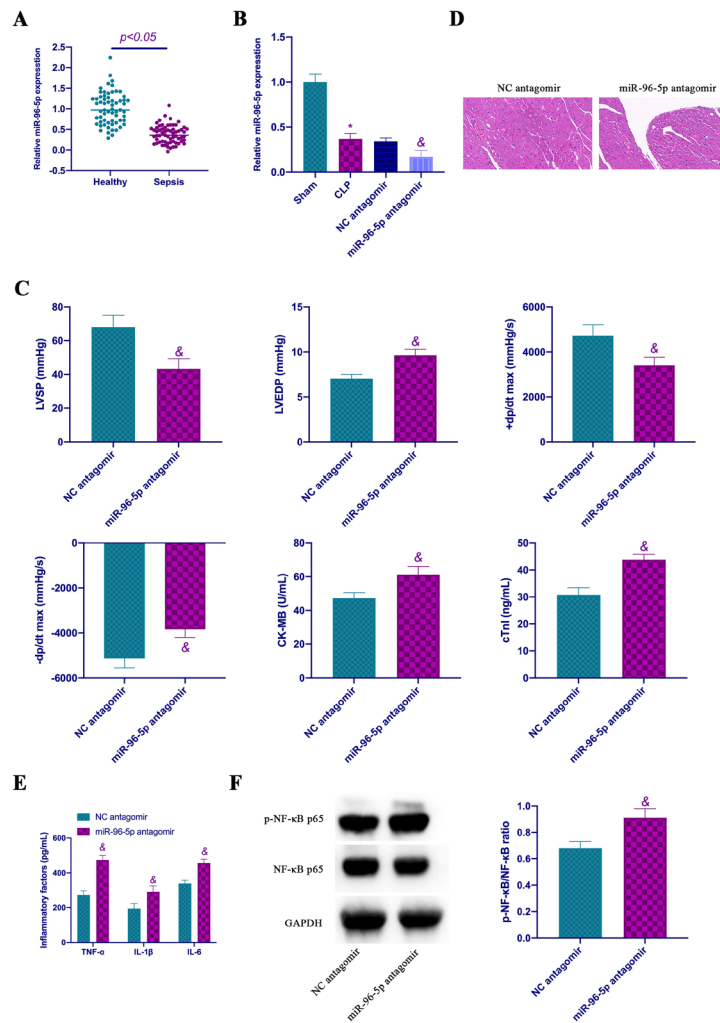 A
p<0.05
Relative miR-96-5p expresstion
2.5
2.0
1.5
1.0
0.5
0.0
-0.5
Healthy
Sepsis
B
Relative miR-96-5p expresstion
1.5
1.0
0.5
0.0
*
&
Sham
CLP
NC antagomir
miR-96-5p antagomir
D
NC antagomir
miR-96-5p antagomir
C
LVSP (mmHg)
80
60
40
20
0
&
NC antagomir
miR-96-5p antagomir
LVEDP (mmHg)
15
10
5
0
&
NC antagomir
miR-96-5p antagomir
+dp/dt max (mmHg/s)
6000
4000
2000
0
&
NC antagomir
miR-96-5p antagomir
-dp/dt max (mmHg/s)
0
-2000
-4000
-6000
&
NC antagomir
miR-96-5p antagomir
CK-MB (U/mL)
80
60
40
20
0
&
NC antagomir
miR-96-5p antagomir
cTnI (ng/mL)
50
40
30
20
10
0
&
NC antagomir
miR-96-5p antagomir
E
NC antagomir
miR-96-5p antagomir
Inflammatory factors (pg/mL)
600
400
200
0
&
&
&
TNF-α
IL-1β
IL-6
F
p-NF-κB p65
NF-κB p65
GAPDH
NC antagomir
miR-96-5p antagomir
p-NF-κB/NF-κB ratio
1.0
0.8
0.6
0.4
0.2
0.0
&
NC antagomir
miR-96-5p antagomir